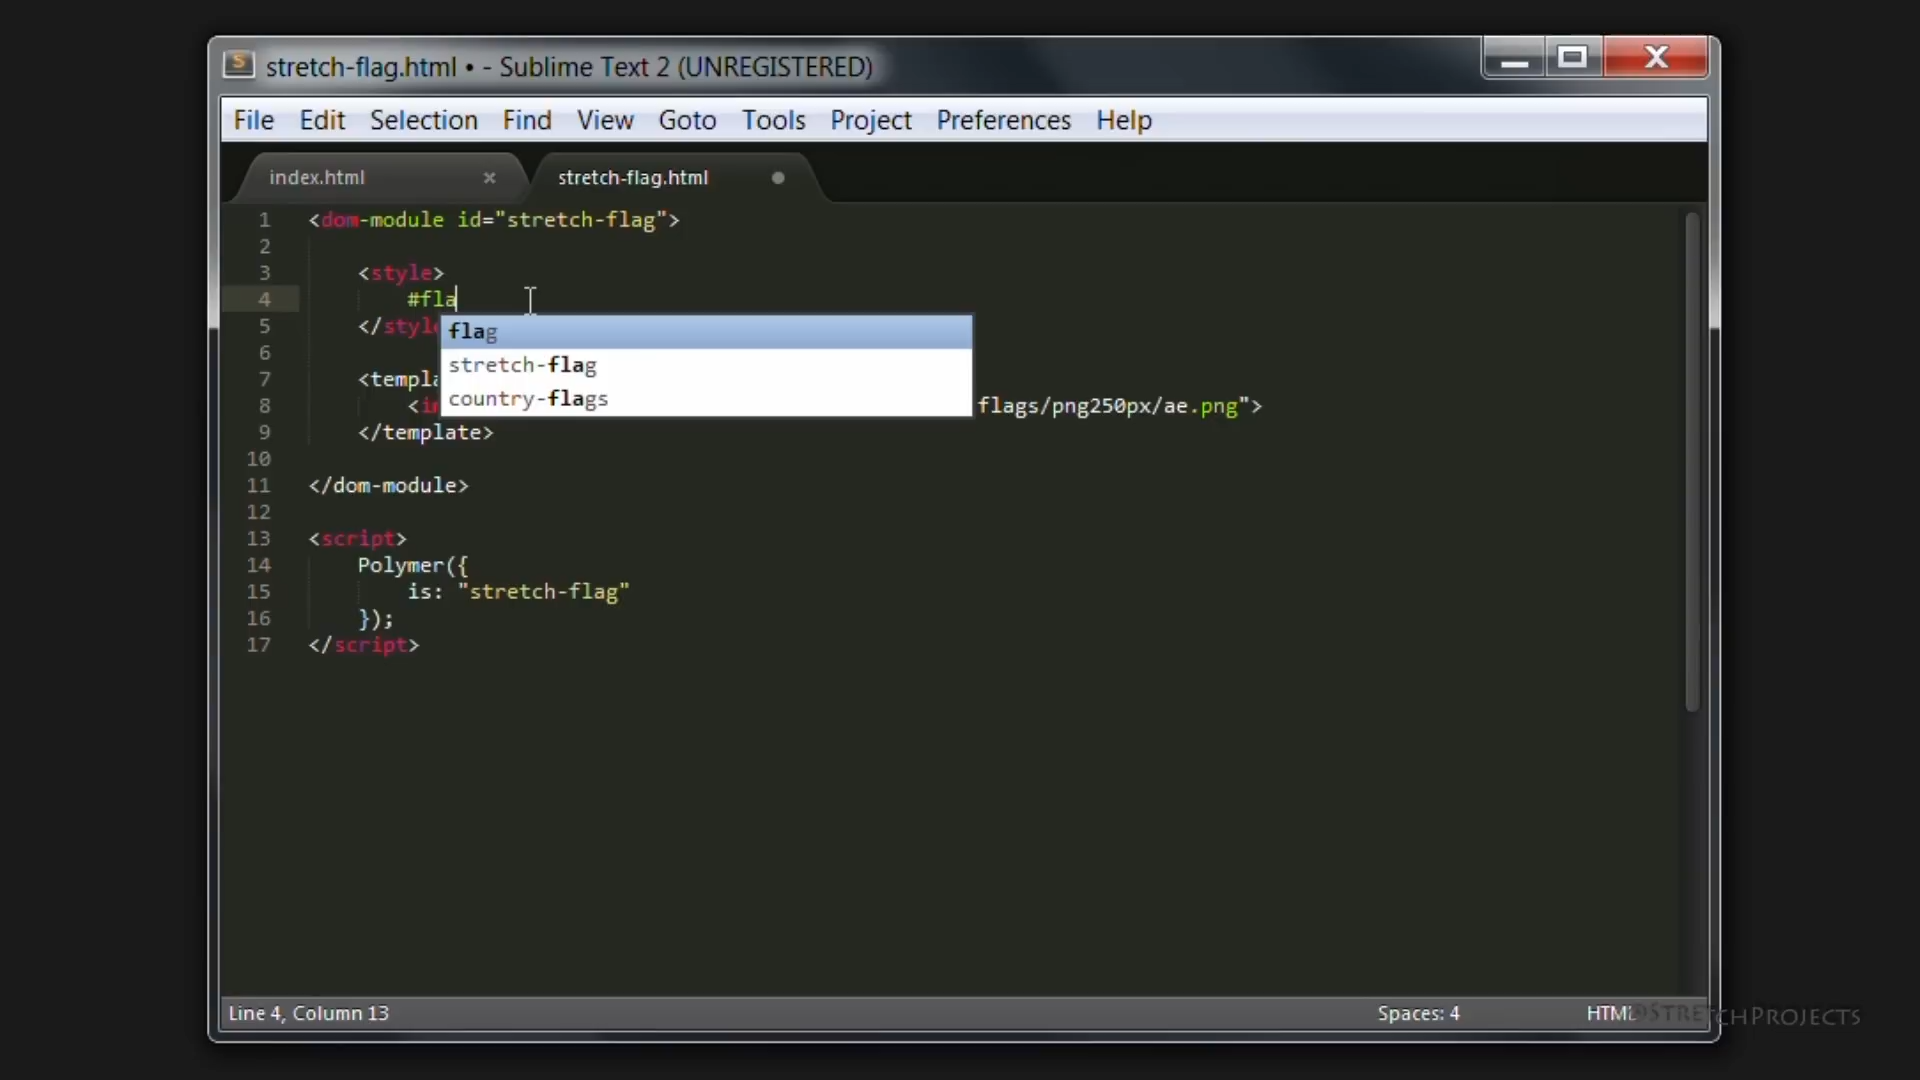 stretch-flag.html • - Sublime Text 2 (UNREGISTERED)
File Edit Selection Find View Goto Tools Project Preferences Help
index.html × stretch-flag.html
1 <dom-module id="stretch-flag">
2
3 <style>
4 #fla
5 </style
flag
stretch-flag
country-flags
6
7 <templa
8 <i flags/png250px/ae.png">
9 </template>
10
11 </dom-module>
12
13 <script>
14 Polymer({
15 is: "stretch-flag"
16 });
17 </script>
Line 4, Column 13 Spaces: 4 HTML
@STRETCHPROJECTS